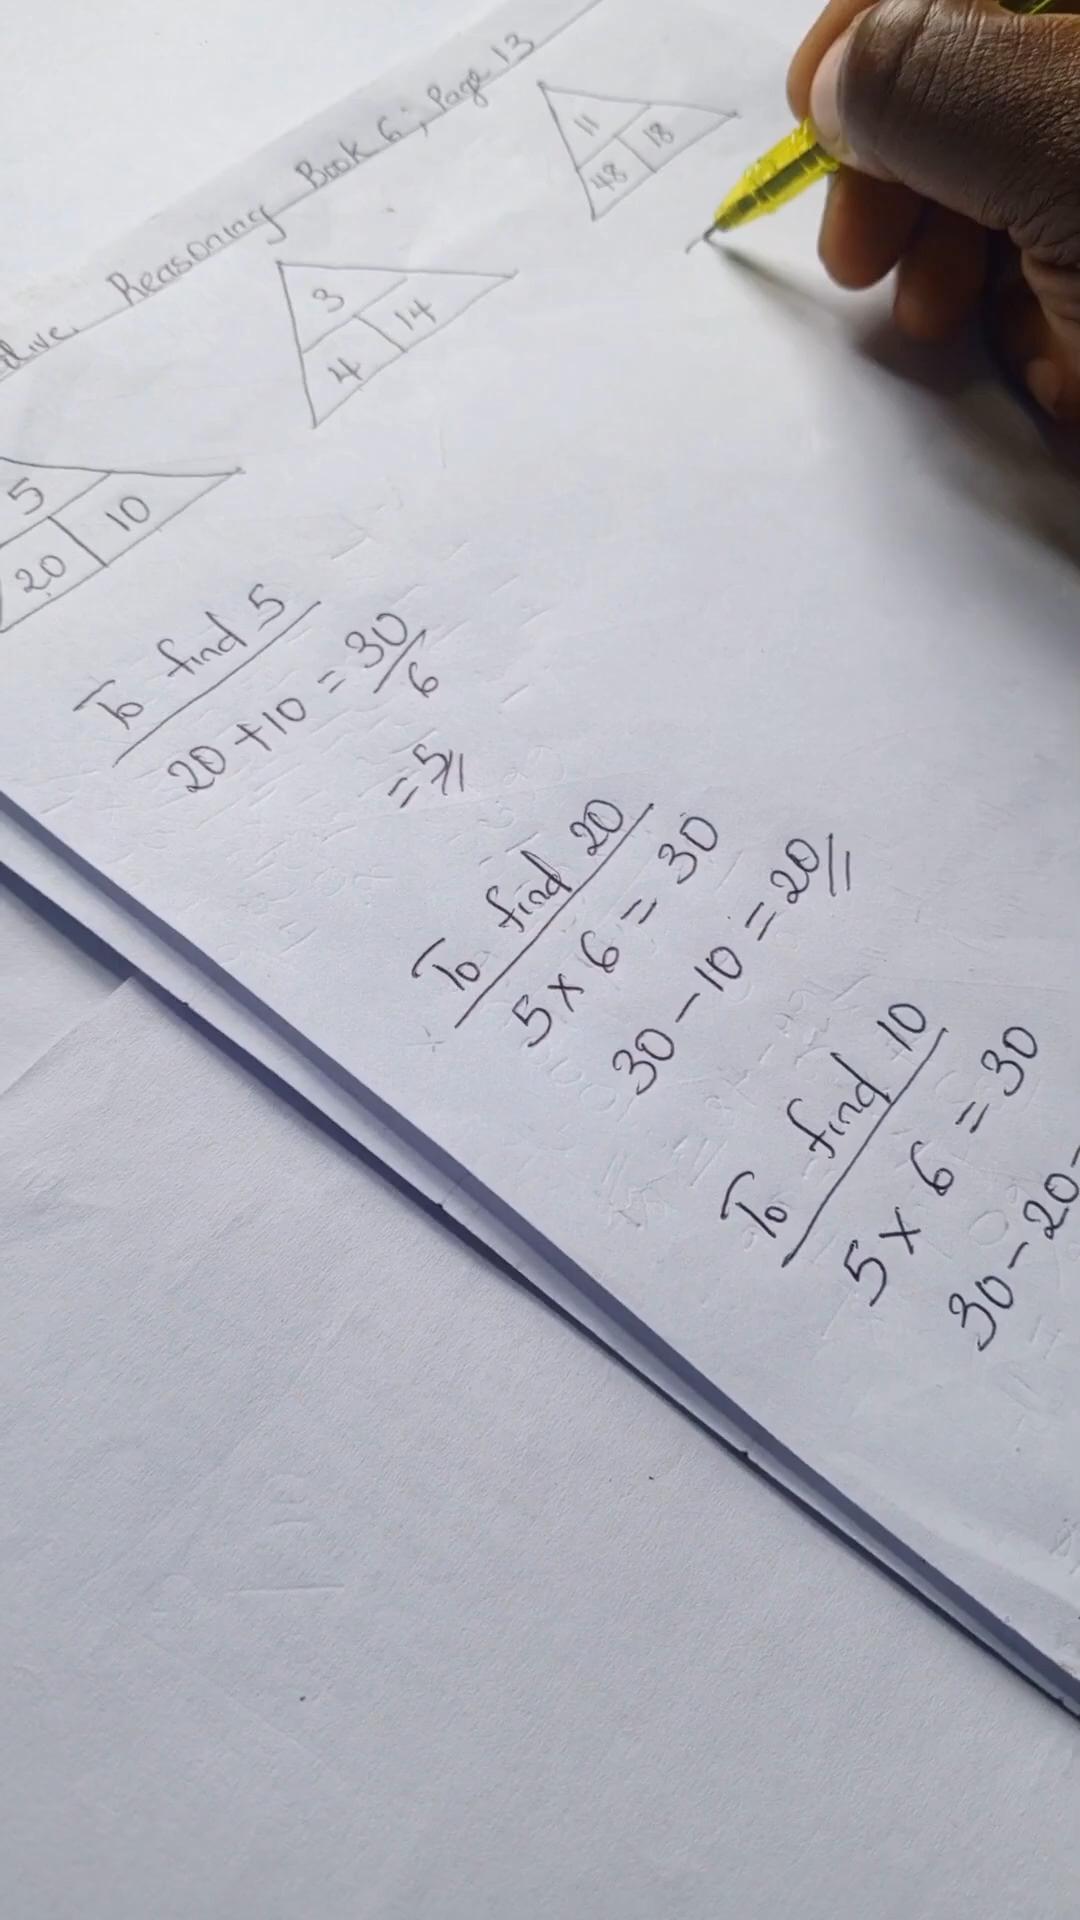 Reasoning Book 6; Page 13
5
20 10
3
4 14
11
48 18
To find 5
20 + 10 = 30/6
= 5
To find 20
5 x 6 = 30
30 - 10 = 20
To find 10
5 x 6 = 30
30 - 20